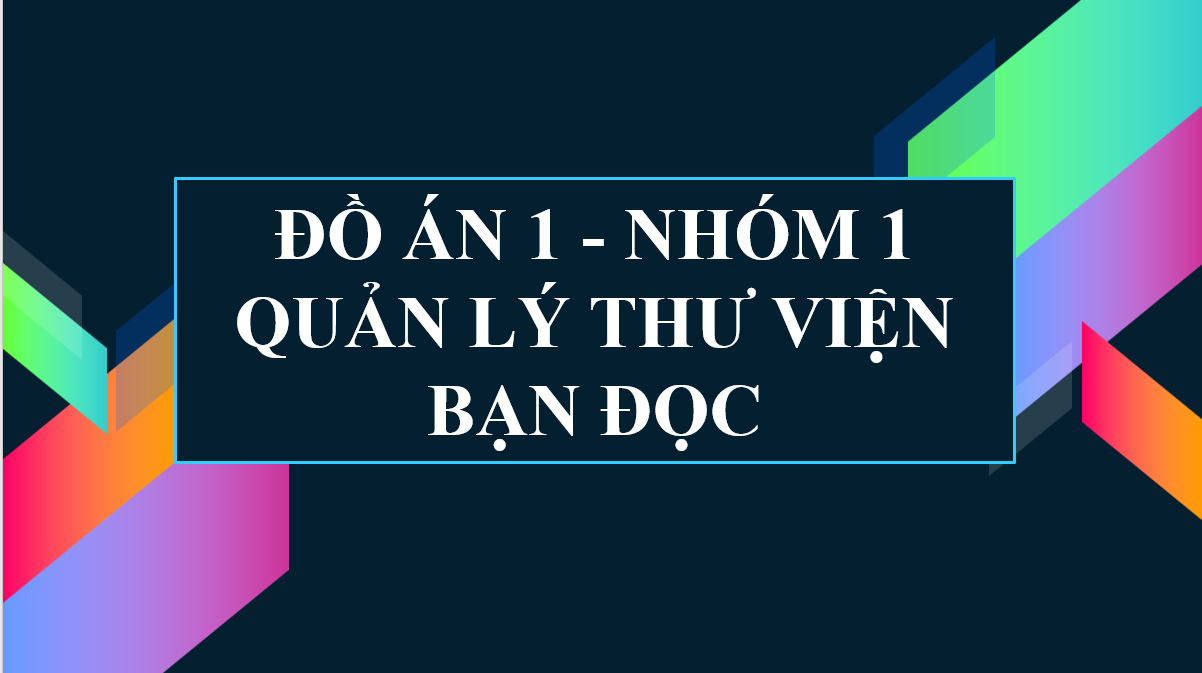 ĐỒ ÁN 1 - NHÓM 1
QUẢN LÝ THƯ VIỆN
BẠN ĐỌC